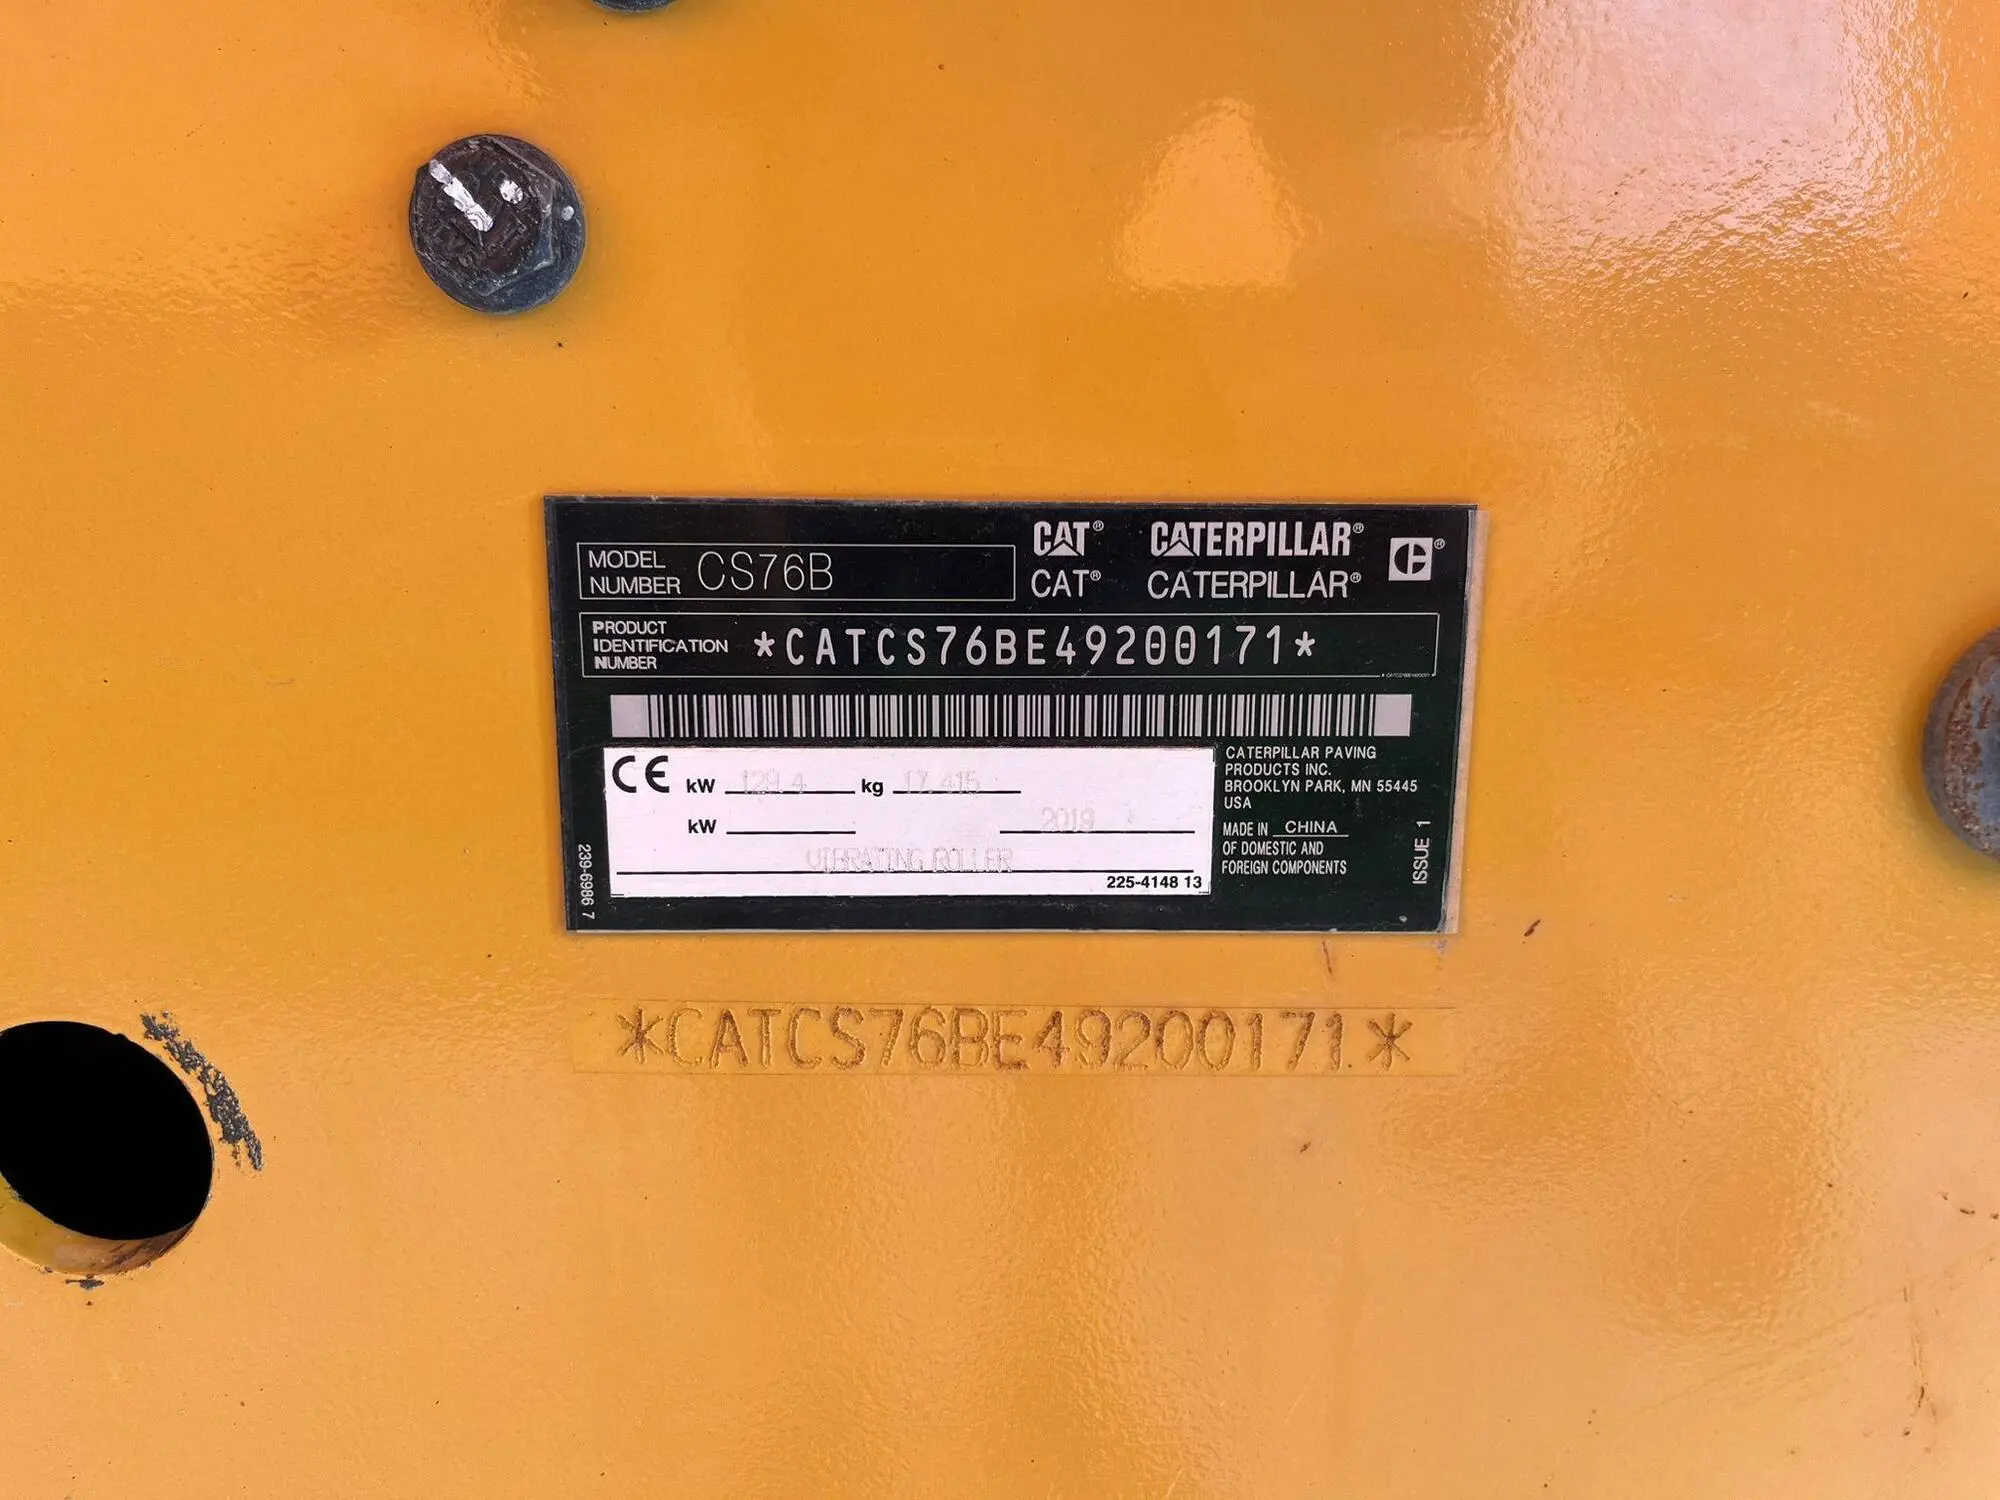 MODEL NUMBER CS76B
CAT® CATERPILLAR®
CAT® CATERPILLAR®
PRODUCT IDENTIFICATION NUMBER *CATCS76BE49200171*
CE kW 129.4 kg 17,415
kW 2019
VIBRATING ROLLER
225-4148 13
239-6986 7
CATERPILLAR PAVING
PRODUCTS INC.
BROOKLYN PARK, MN 55445
USA
MADE IN CHINA
OF DOMESTIC AND
FOREIGN COMPONENTS
ISSUE 1
*CATCS76BE49200171*